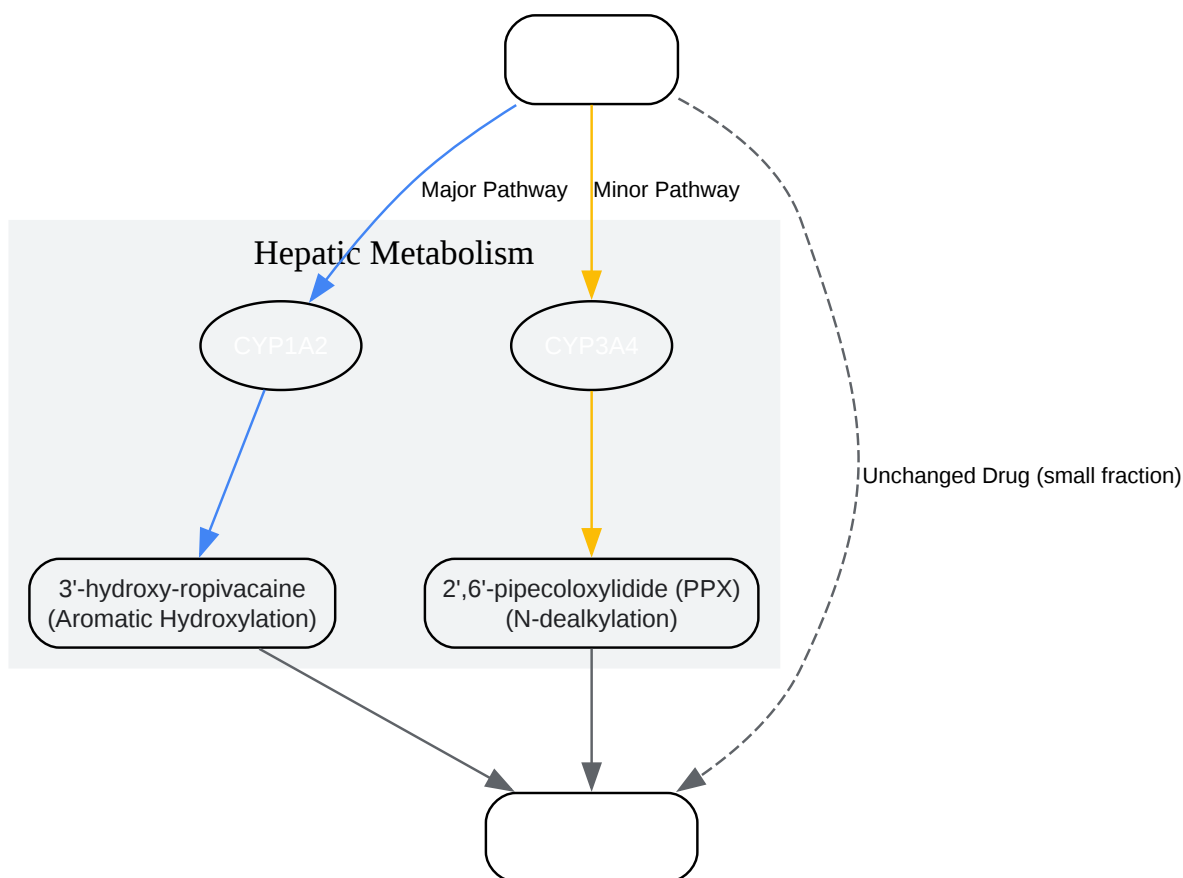 Major Pathway
Minor Pathway
Hepatic Metabolism
CYP1A2
CYP3A4
Unchanged Drug (small fraction)
3'-hydroxy-ropivacaine
(Aromatic Hydroxylation)
2',6'-pipecoloxylidide (PPX)
(N-dealkylation)